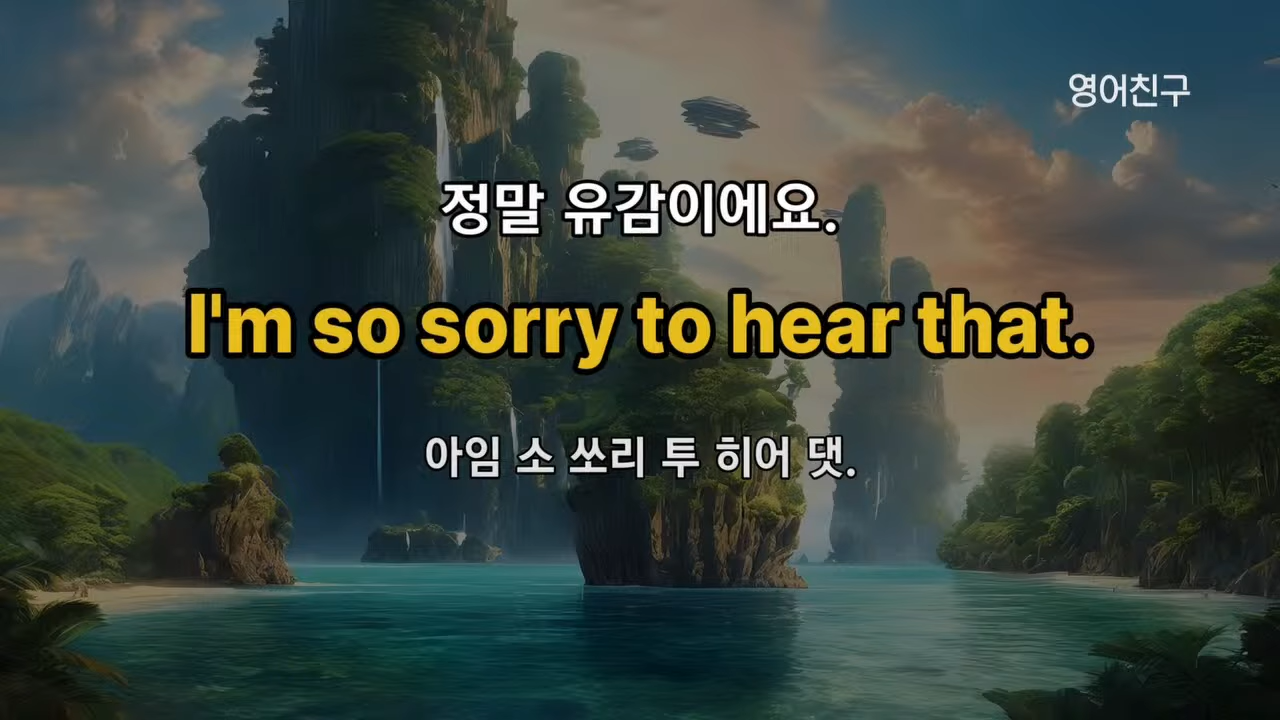 영어친구
정말 유감이에요.
I'm so sorry to hear that.
아임 소 쏘리 투 히어 댓.